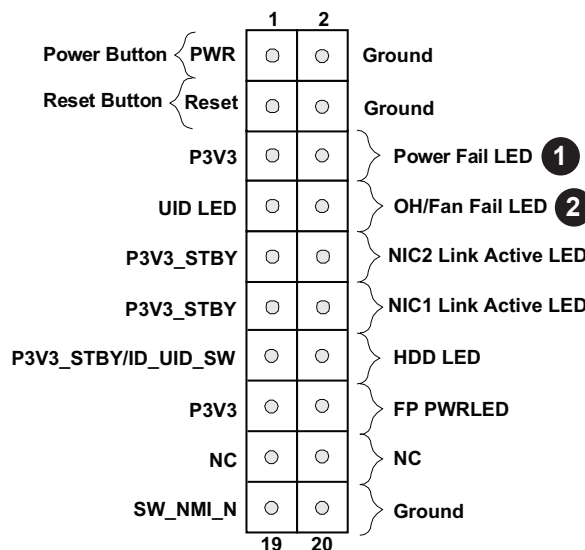 1 2
Power Button PWR Ground
Reset Button Reset Ground
P3V3 Power Fail LED 1
UID LED OH/Fan Fail LED 2
P3V3_STBY NIC2 Link Active LED
P3V3_STBY NIC1 Link Active LED
P3V3_STBY/ID_UID_SW HDD LED
P3V3 FP PWRLED
NC NC
SW_NMI_N Ground
19 20